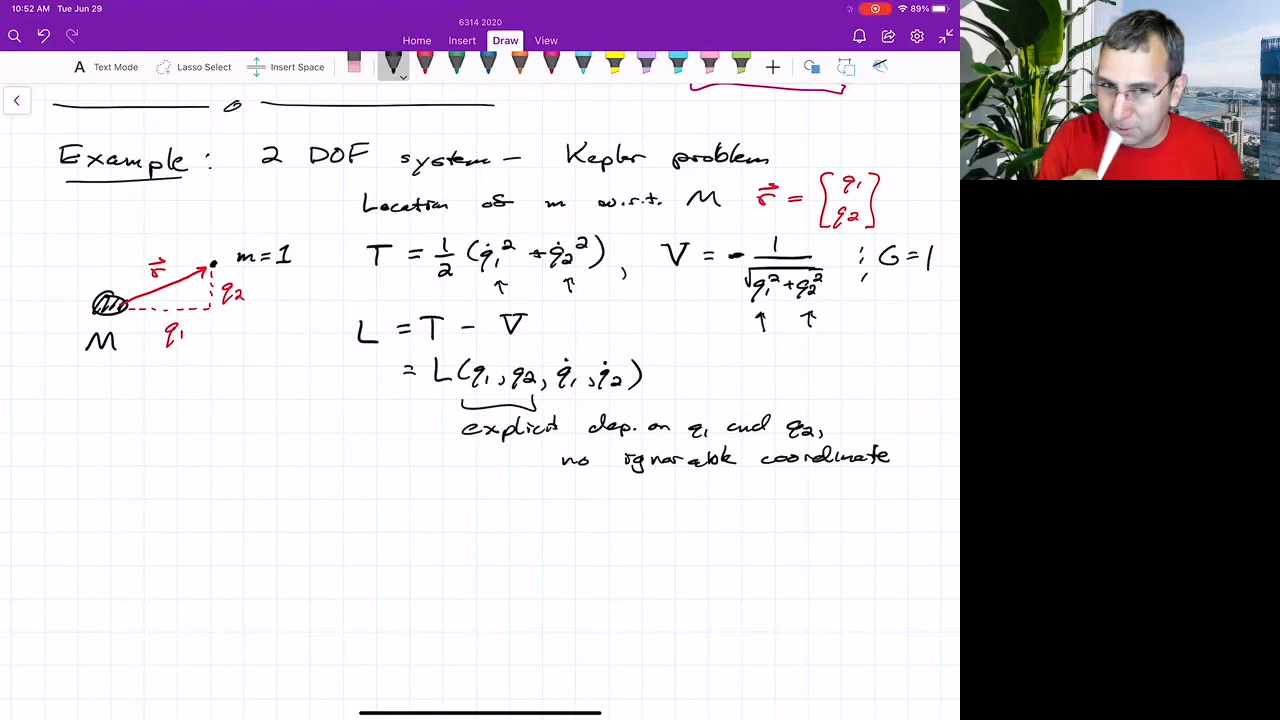 10:52 AM Tue Jun 29
89%
6314 2020
Home Insert Draw View
Text Mode Lasso Select Insert Space
Example: 2 DOF system – Kepler problem
Location of m w.r.t. M r⃗ = [q₁ q₂]
T = 1/2 (q̇₁² + q̇₂²), V = - 1/√(q₁² + q₂²) ; G = 1
r⃗ m = 1
q₂
q₁
M
L = T - V
= L(q₁, q₂, q̇₁, q̇₂)
explicit dep. on q₁ and q₂,
no ignorable coordinate